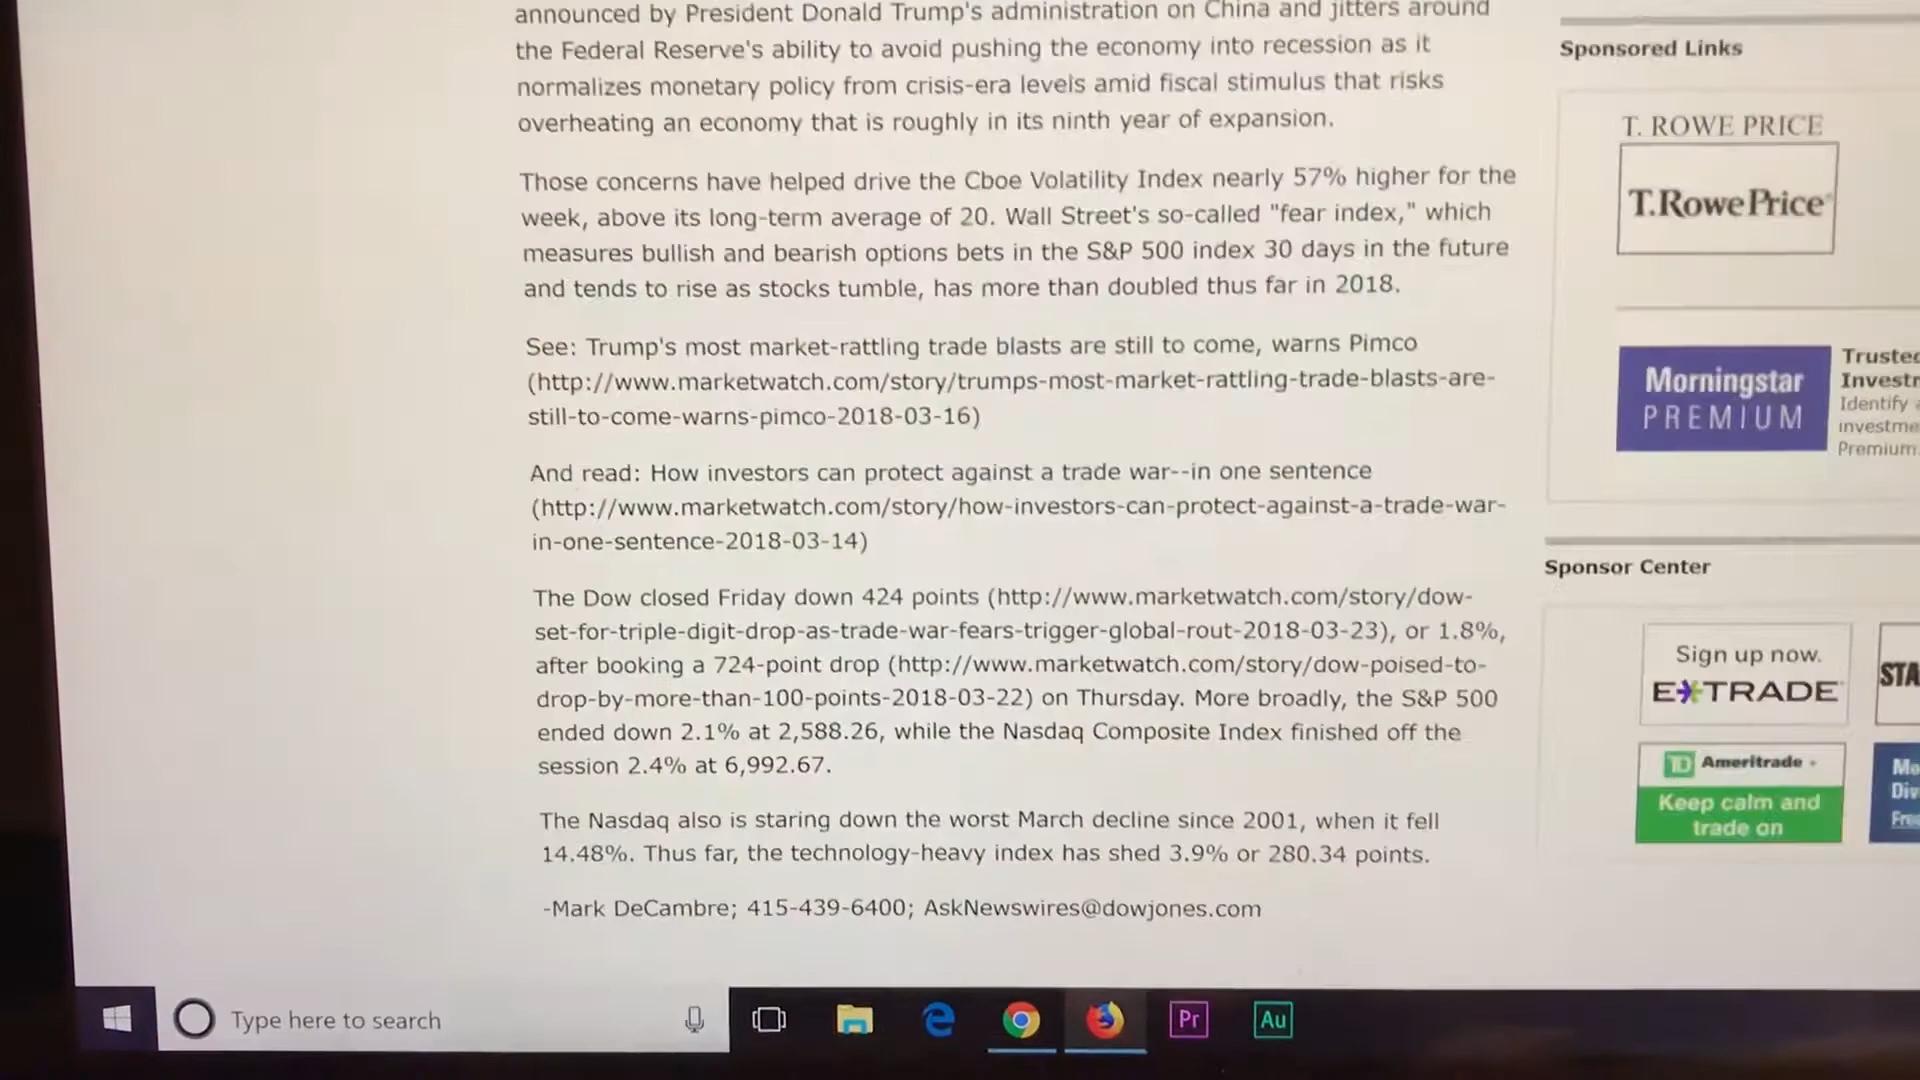 announced by President Donald Trump's administration on China and jitters around
the Federal Reserve's ability to avoid pushing the economy into recession as it
normalizes monetary policy from crisis-era levels amid fiscal stimulus that risks
overheating an economy that is roughly in its ninth year of expansion.
Those concerns have helped drive the Cboe Volatility Index nearly 57% higher for the
week, above its long-term average of 20. Wall Street's so-called "fear index," which
measures bullish and bearish options bets in the S&P 500 index 30 days in the future
and tends to rise as stocks tumble, has more than doubled thus far in 2018.
See: Trump's most market-rattling trade blasts are still to come, warns Pimco
(http://www.marketwatch.com/story/trumps-most-market-rattling-trade-blasts-are-
still-to-come-warns-pimco-2018-03-16)
And read: How investors can protect against a trade war--in one sentence
(http://www.marketwatch.com/story/how-investors-can-protect-against-a-trade-war-
in-one-sentence-2018-03-14)
The Dow closed Friday down 424 points (http://www.marketwatch.com/story/dow-
set-for-triple-digit-drop-as-trade-war-fears-trigger-global-rout-2018-03-23), or 1.8%,
after booking a 724-point drop (http://www.marketwatch.com/story/dow-poised-to-
drop-by-more-than-100-points-2018-03-22) on Thursday. More broadly, the S&P 500
ended down 2.1% at 2,588.26, while the Nasdaq Composite Index finished off the
session 2.4% at 6,992.67.
The Nasdaq also is staring down the worst March decline since 2001, when it fell
14.48%. Thus far, the technology-heavy index has shed 3.9% or 280.34 points.
-Mark DeCambre; 415-439-6400; AskNewswires@dowjones.com
Sponsored Links
T. ROWE PRICE
T.RowePrice
Morningstar
PREMIUM
Trusted
Identify
Premium.
Sponsor Center
Sign up now.
E*TRADE
STA
TD Ameritrade
Keep calm and
trade on
Div
Free
Type here to search
Pr
Au